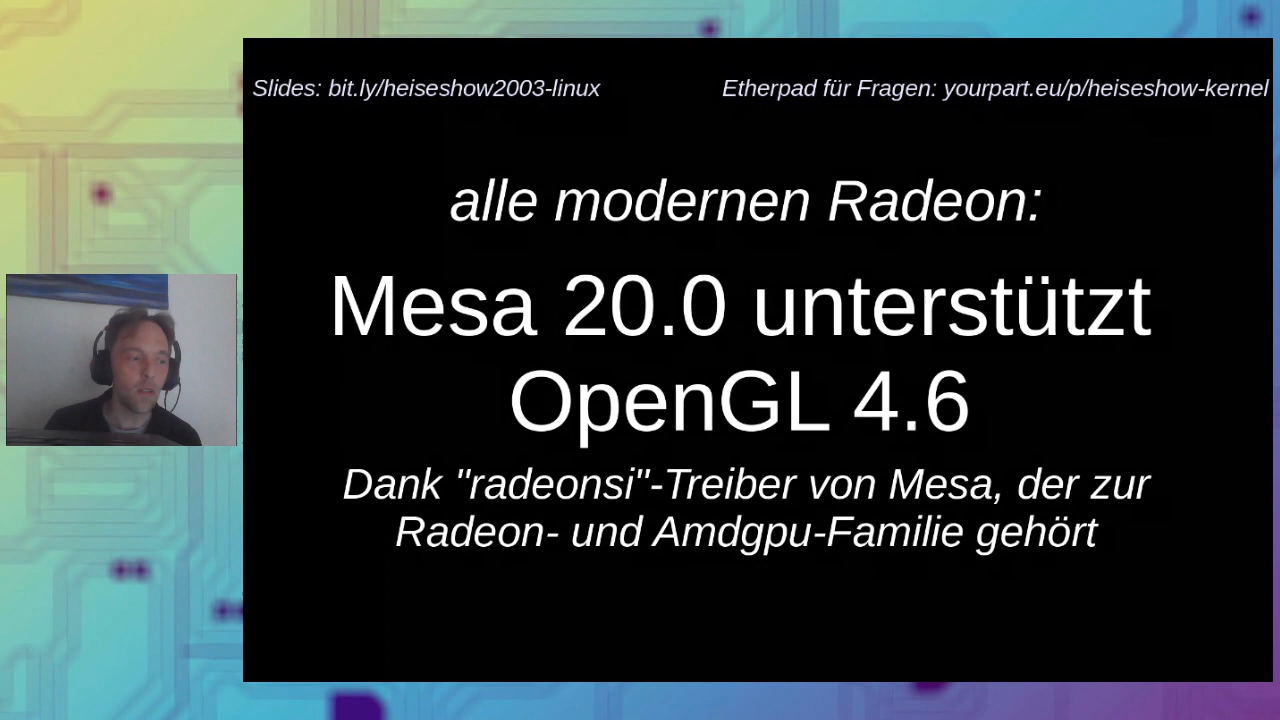 Slides: bit.ly/heiseshow2003-linux
Etherpad für Fragen: yourpart.eu/p/heiseshow-kernel
alle modernen Radeon:
Mesa 20.0 unterstützt
OpenGL 4.6
Dank "radeonsi"-Treiber von Mesa, der zur
Radeon- und Amdgpu-Familie gehört